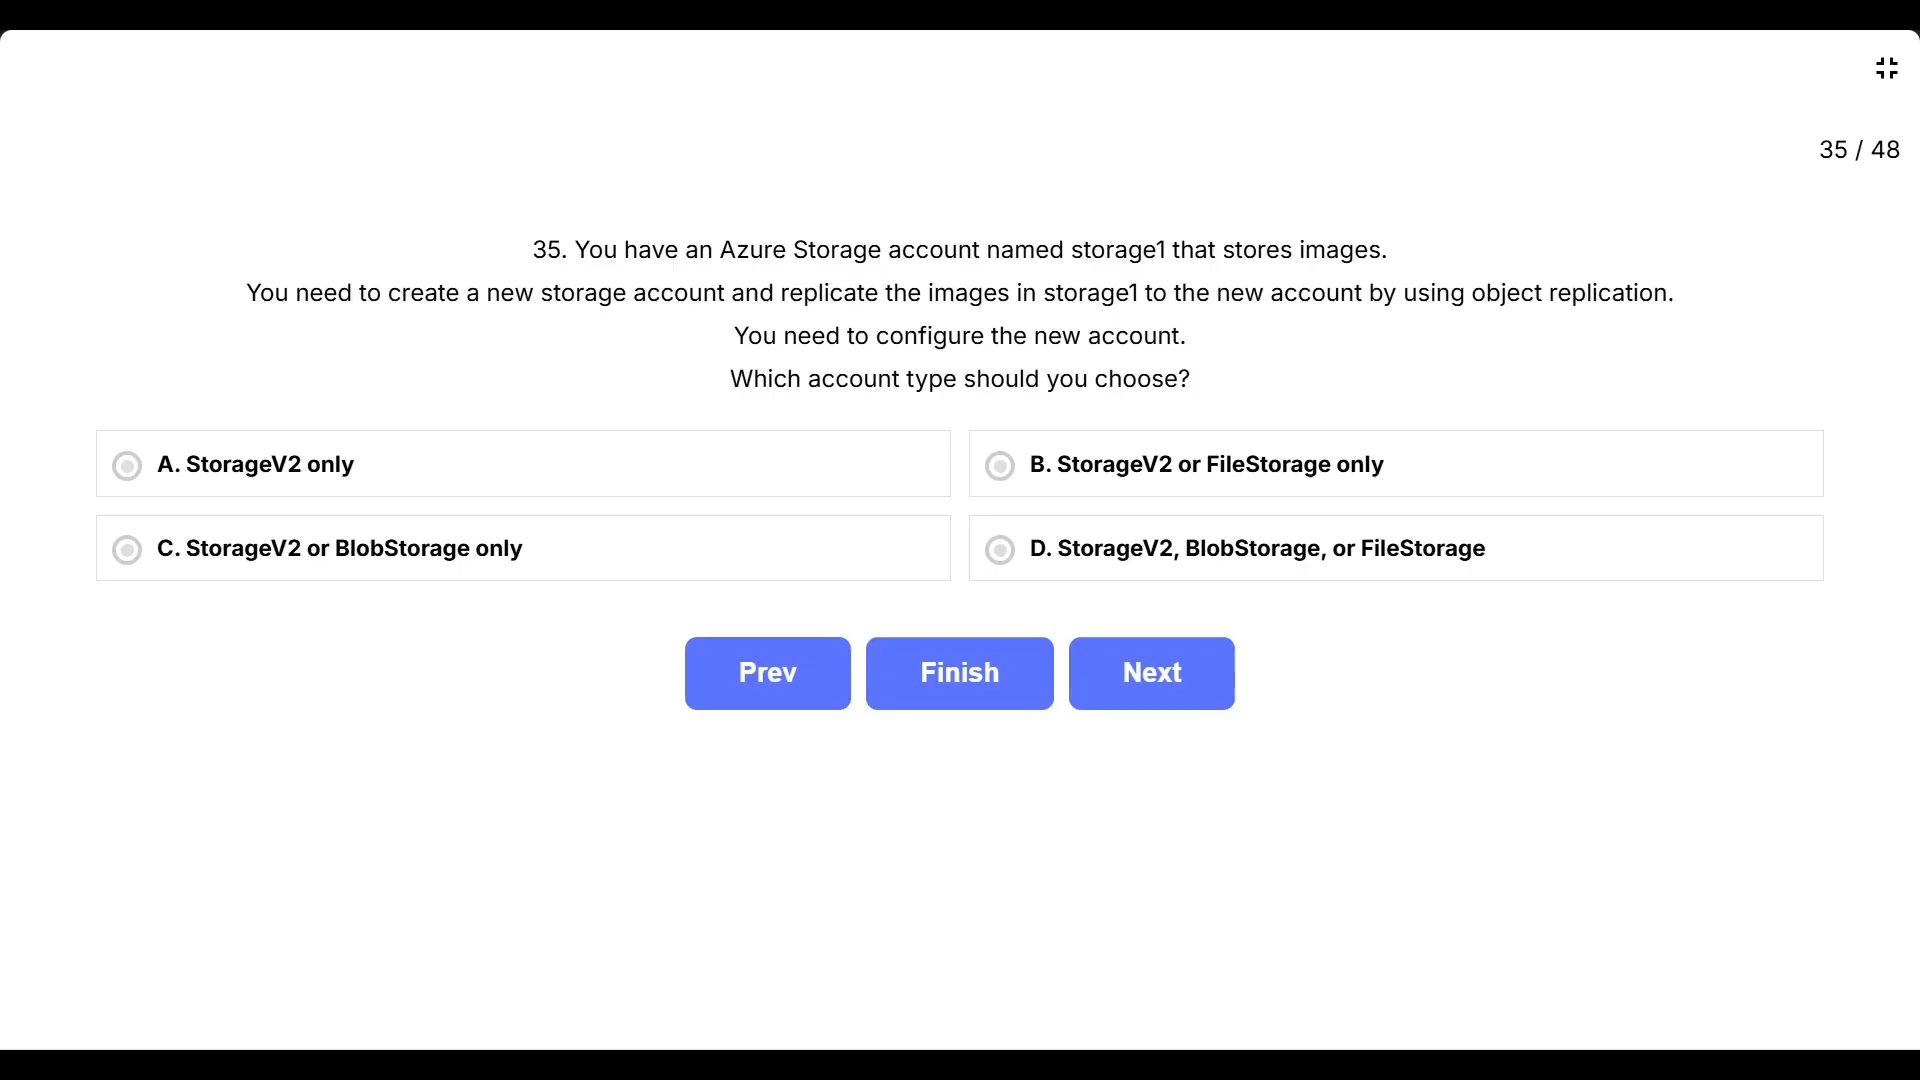 35 / 48
35. You have an Azure Storage account named storage1 that stores images.
You need to create a new storage account and replicate the images in storage1 to the new account by using object replication.
You need to configure the new account.
Which account type should you choose?
A. StorageV2 only
B. StorageV2 or FileStorage only
C. StorageV2 or BlobStorage only
D. StorageV2, BlobStorage, or FileStorage
Prev
Finish
Next